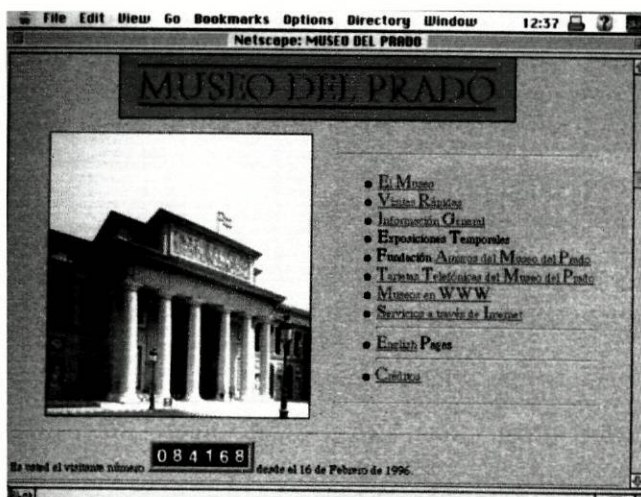 File Edit View Go Bookmarks Options Directory Window 12:37
Netscape: MUSEO DEL PRADO
MUSEO DEL PRADO
El Museo
Visitas Rápidas
Información General
Exposiciones Temporales
Fundación Amigos del Museo del Prado
Tarjetas Telefónicas del Museo del Prado
Museos en WWW
Servicios a través de Internet
English Pages
Créditos
Es usted el visitante número 084168 desde el 16 de Febrero de 1996.